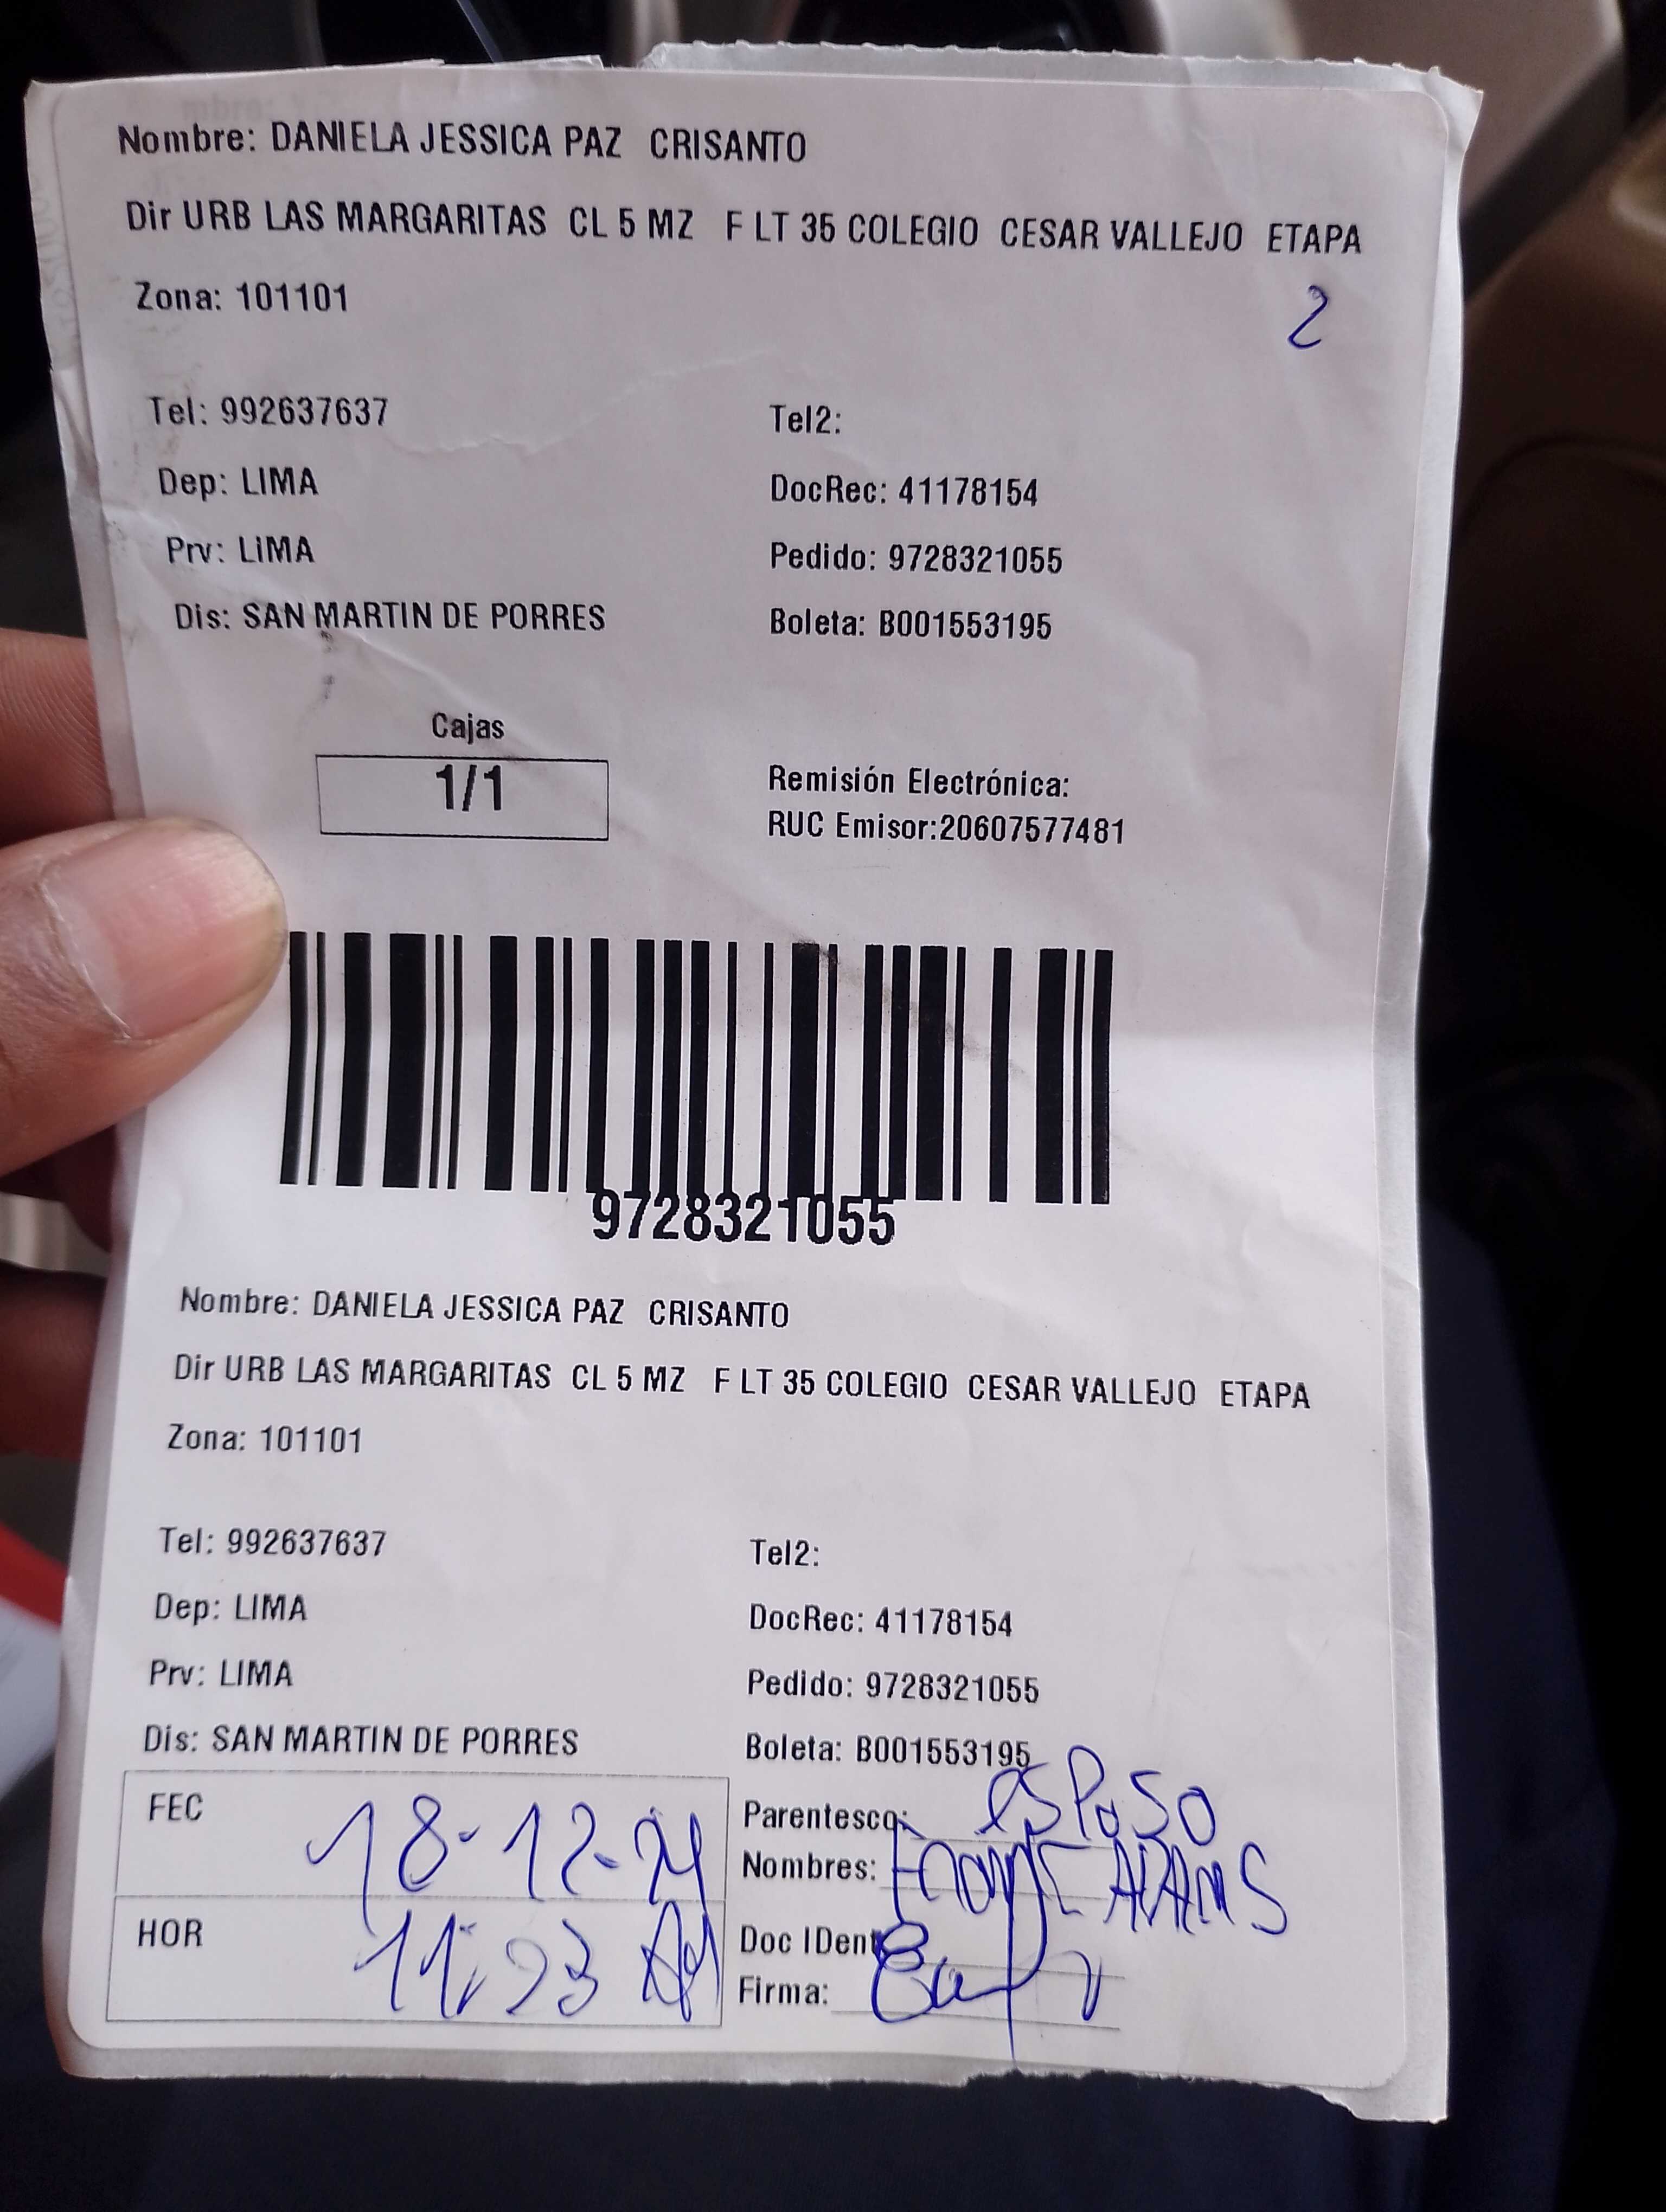 Nombre: DANIELA JESSICA PAZ CRISANTO
Dir URB LAS MARGARITAS CL 5 MZ F LT 35 COLEGIO CESAR VALLEJO ETAPA
2
Zona: 101101
Tel: 992637637
Tel2:
Dep: LIMA
DocRec: 41178154
Prv: LIMA
Pedido: 9728321055
Dis: SAN MARTIN DE PORRES
Boleta: B001553195
Cajas
1/1
Remisión Electrónica:
RUC Emisor:20607577481
9728321055
Nombre: DANIELA JESSICA PAZ CRISANTO
Dir URB LAS MARGARITAS CL 5 MZ F LT 35 COLEGIO CESAR VALLEJO ETAPA
Zona: 101101
Tel: 992637637
Tel2:
Dep: LIMA
DocRec: 41178154
Prv: LIMA
Pedido: 9728321055
Dis: SAN MARTIN DE PORRES
Boleta: B001553195
FEC 18-12-21
Parentesco: esposo
Nombres: ADAMS
HOR
Doc IDent
Firma: